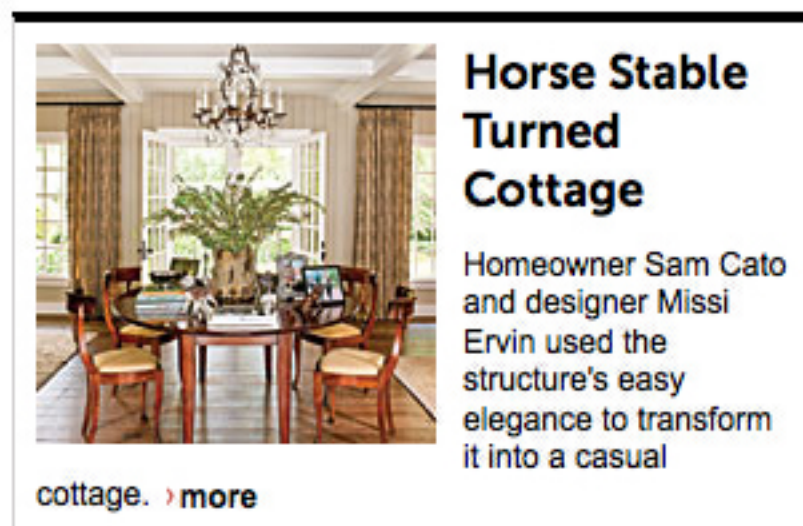 Horse Stable
Turned
Cottage
Homeowner Sam Cato
and designer Missi
Ervin used the
structure's easy
elegance to transform
it into a casual
cottage. › more